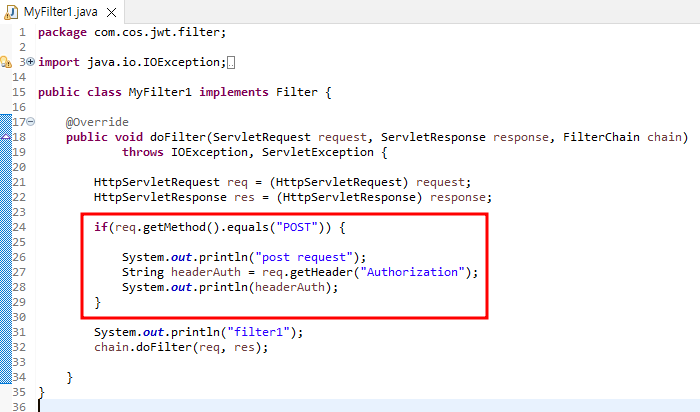 MyFilter1.java
1 package com.cos.jwt.filter;
2
3 import java.io.IOException;
14
15 public class MyFilter1 implements Filter {
16
17 @Override
18 public void doFilter(ServletRequest request, ServletResponse response, FilterChain chain)
19 throws IOException, ServletException {
20
21 HttpServletRequest req = (HttpServletRequest) request;
22 HttpServletResponse res = (HttpServletResponse) response;
23
24 if(req.getMethod().equals("POST")) {
25
26 System.out.println("post request");
27 String headerAuth = req.getHeader("Authorization");
28 System.out.println(headerAuth);
29 }
30
31 System.out.println("filter1");
32 chain.doFilter(req, res);
33
34 }
35 }
36